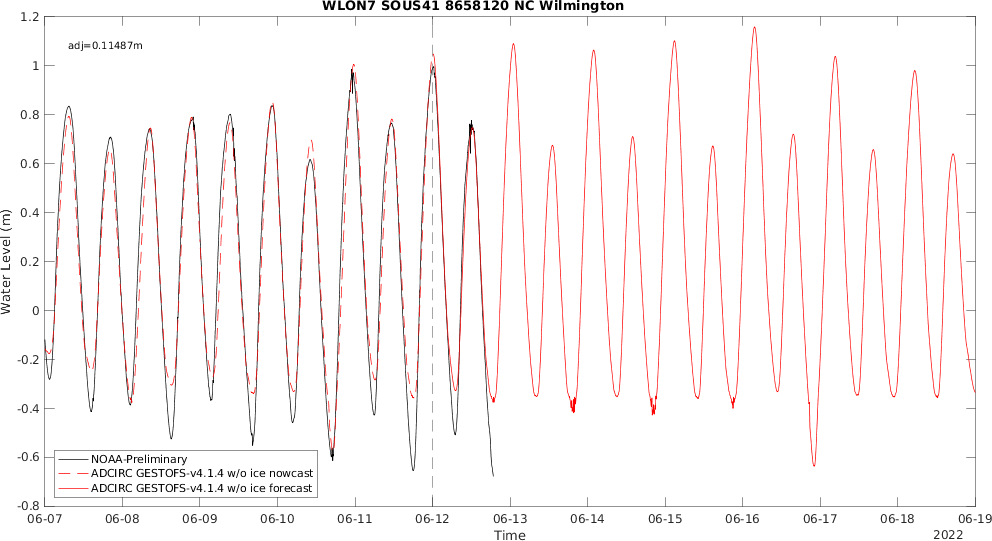 WLON7 SOUS41 8658120 NC Wilmington
adj=0.11487m
1.2
1
0.8
0.6
0.4
0.2
0
-0.2
-0.4
-0.6
-0.8
Water Level (m)
NOAA-Preliminary
ADCIRC GESTOFS-v4.1.4 w/o ice nowcast
ADCIRC GESTOFS-v4.1.4 w/o ice forecast
06-07 06-08 06-09 06-10 06-11 06-12 06-13 06-14 06-15 06-16 06-17 06-18 06-19
Time
2022